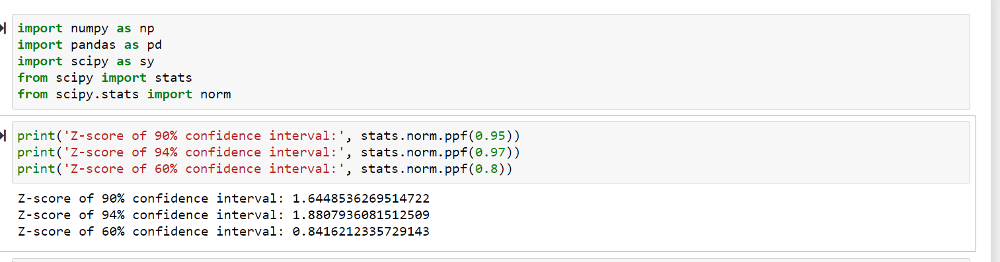 import numpy as np
import pandas as pd
import scipy as sy
from scipy import stats
from scipy.stats import norm
print('Z-score of 90% confidence interval:', stats.norm.ppf(0.95))
print('Z-score of 94% confidence interval:', stats.norm.ppf(0.97))
print('Z-score of 60% confidence interval:', stats.norm.ppf(0.8))
Z-score of 90% confidence interval: 1.6448536269514722
Z-score of 94% confidence interval: 1.8807936081512509
Z-score of 60% confidence interval: 0.8416212335729143